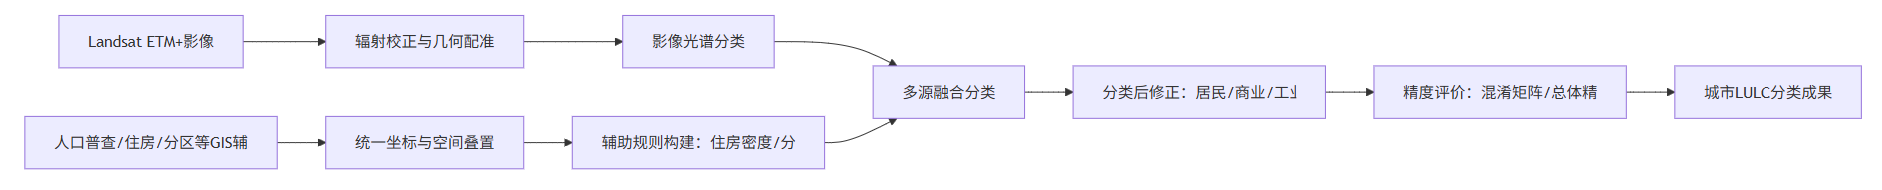 Landsat ETM+影像
辐射校正与几何配准
影像光谱分类
人口普查/住房/分区等GIS辅
统一坐标与空间叠置
辅助规则构建：住房密度/分
多源融合分类
分类后修正：居民/商业/工业
精度评价：混淆矩阵/总体精
城市LULC分类成果